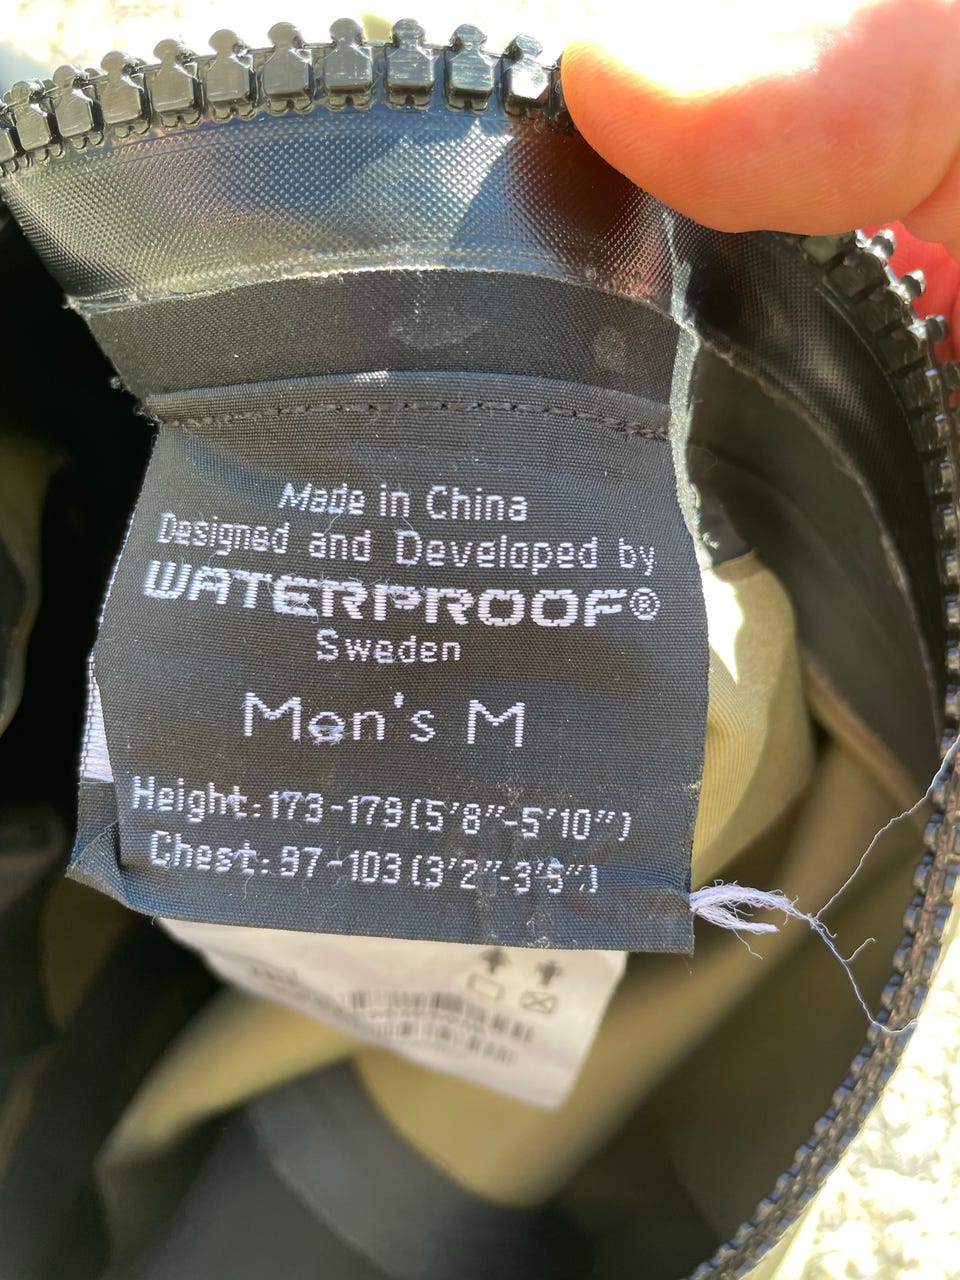 Made in China
Designed and Developed by
WATERPROOF®
Sweden
Men's M
Height:173-179(5'8"-5'10")
Chest:97-103(3'2"-3'5")